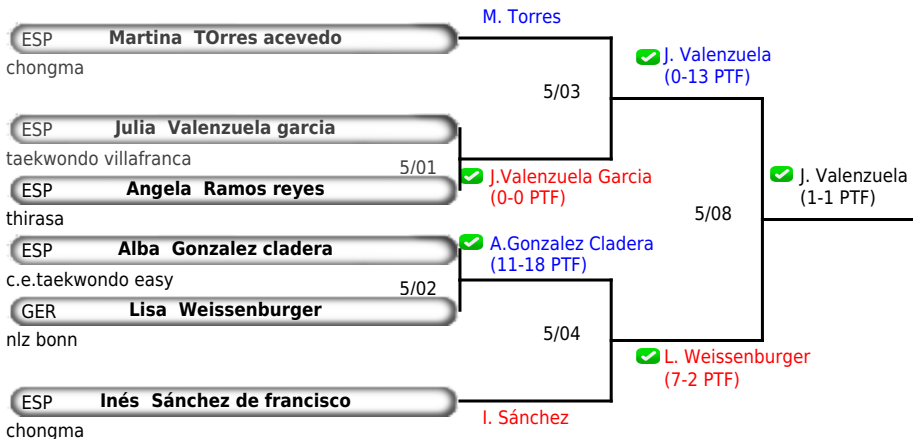 M. Torres
ESP Martina TOrres acevedo
chongma
J. Valenzuela
(0-13 PTF)
5/03
ESP Julia Valenzuela garcia
taekwondo villafranca
5/01
J.Valenzuela Garcia
(0-0 PTF)
ESP Angela Ramos reyes
thirasa
J. Valenzuela
(1-1 PTF)
5/08
ESP Alba Gonzalez cladera
c.e.taekwondo easy
A.Gonzalez Cladera
(11-18 PTF)
5/02
GER Lisa Weissenburger
nlz bonn
5/04
L. Weissenburger
(7-2 PTF)
ESP Inés Sánchez de francisco
chongma
I. Sánchez